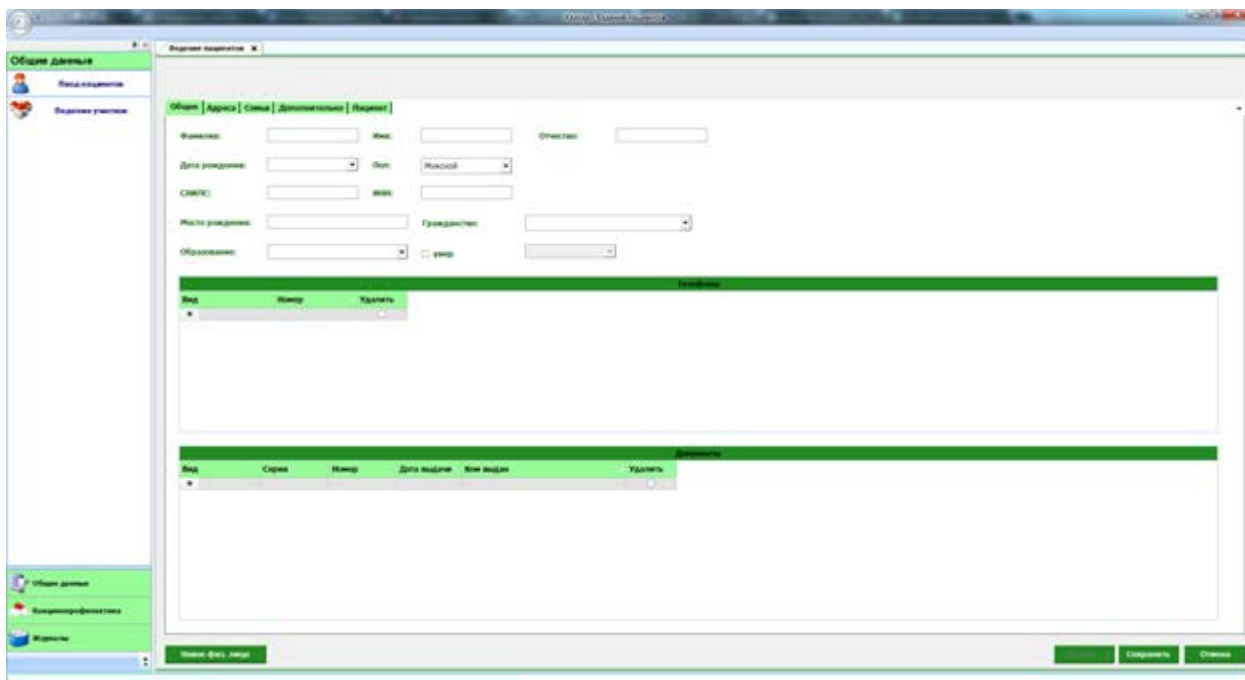 Ведение пациентов
Общие данные
Ввод пациентов
Ведение участков
Общие Адреса Семья Дополнительно Пациент
Фамилия: Имя: Отчество:
Дата рождения: Пол: Мужской
СНИЛС: ИНН:
Место рождения: Гражданство:
Образование: умер
Телефоны
Вид Номер Удалить
Документы
Вид Серия Номер Дата выдачи Кем выдан Удалить
Общие данные
Вакцинопрофилактика
Журналы
Новое физ. лицо Сохранить Отмена